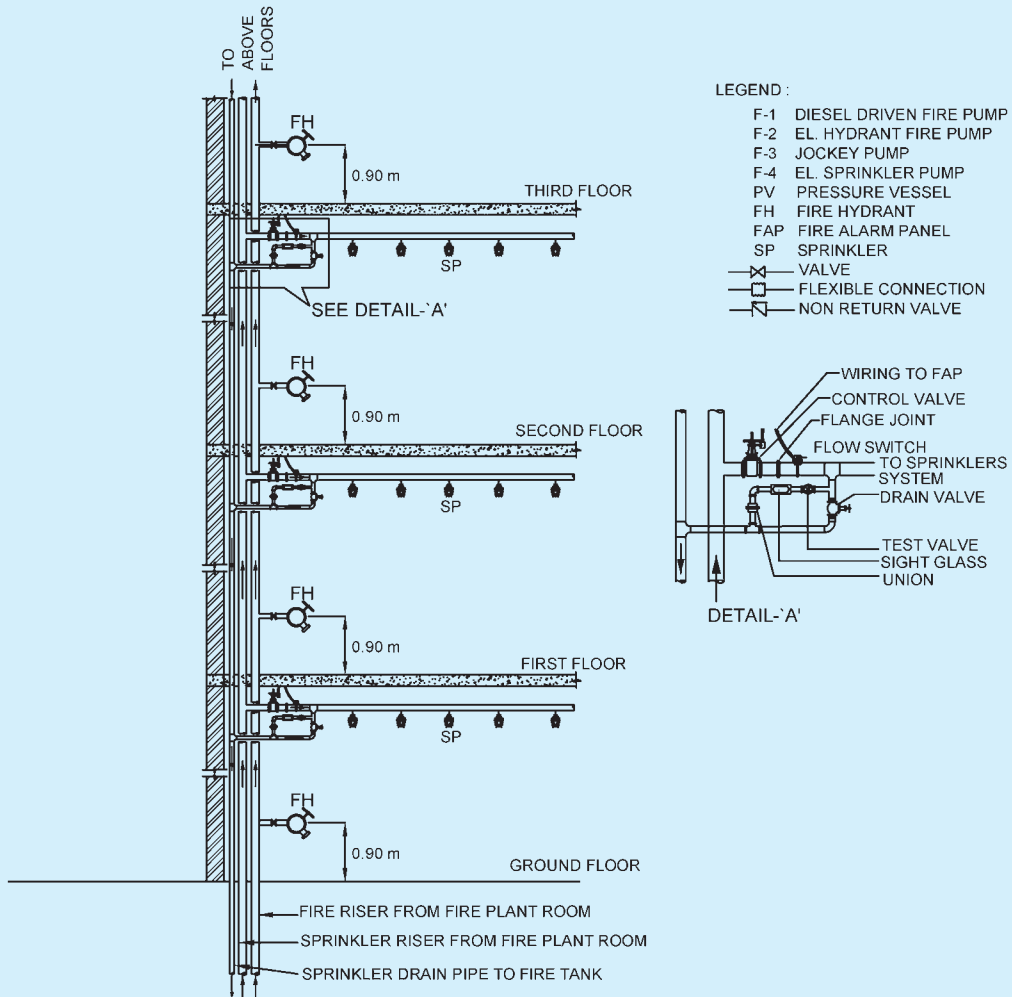 TO
ABOVE
FLOORS
FH
0.90 m
THIRD FLOOR
SP
SEE DETAIL-`A'
FH
0.90 m
SECOND FLOOR
SP
FH
0.90 m
FIRST FLOOR
SP
FH
0.90 m
GROUND FLOOR
FIRE RISER FROM FIRE PLANT ROOM
SPRINKLER RISER FROM FIRE PLANT ROOM
SPRINKLER DRAIN PIPE TO FIRE TANK
LEGEND :
F-1 DIESEL DRIVEN FIRE PUMP
F-2 EL. HYDRANT FIRE PUMP
F-3 JOCKEY PUMP
F-4 EL. SPRINKLER PUMP
PV PRESSURE VESSEL
FH FIRE HYDRANT
FAP FIRE ALARM PANEL
SP SPRINKLER
VALVE
FLEXIBLE CONNECTION
NON RETURN VALVE
WIRING TO FAP
CONTROL VALVE
FLANGE JOINT
FLOW SWITCH
TO SPRINKLERS
SYSTEM
DRAIN VALVE
TEST VALVE
SIGHT GLASS
UNION
DETAIL-`A'